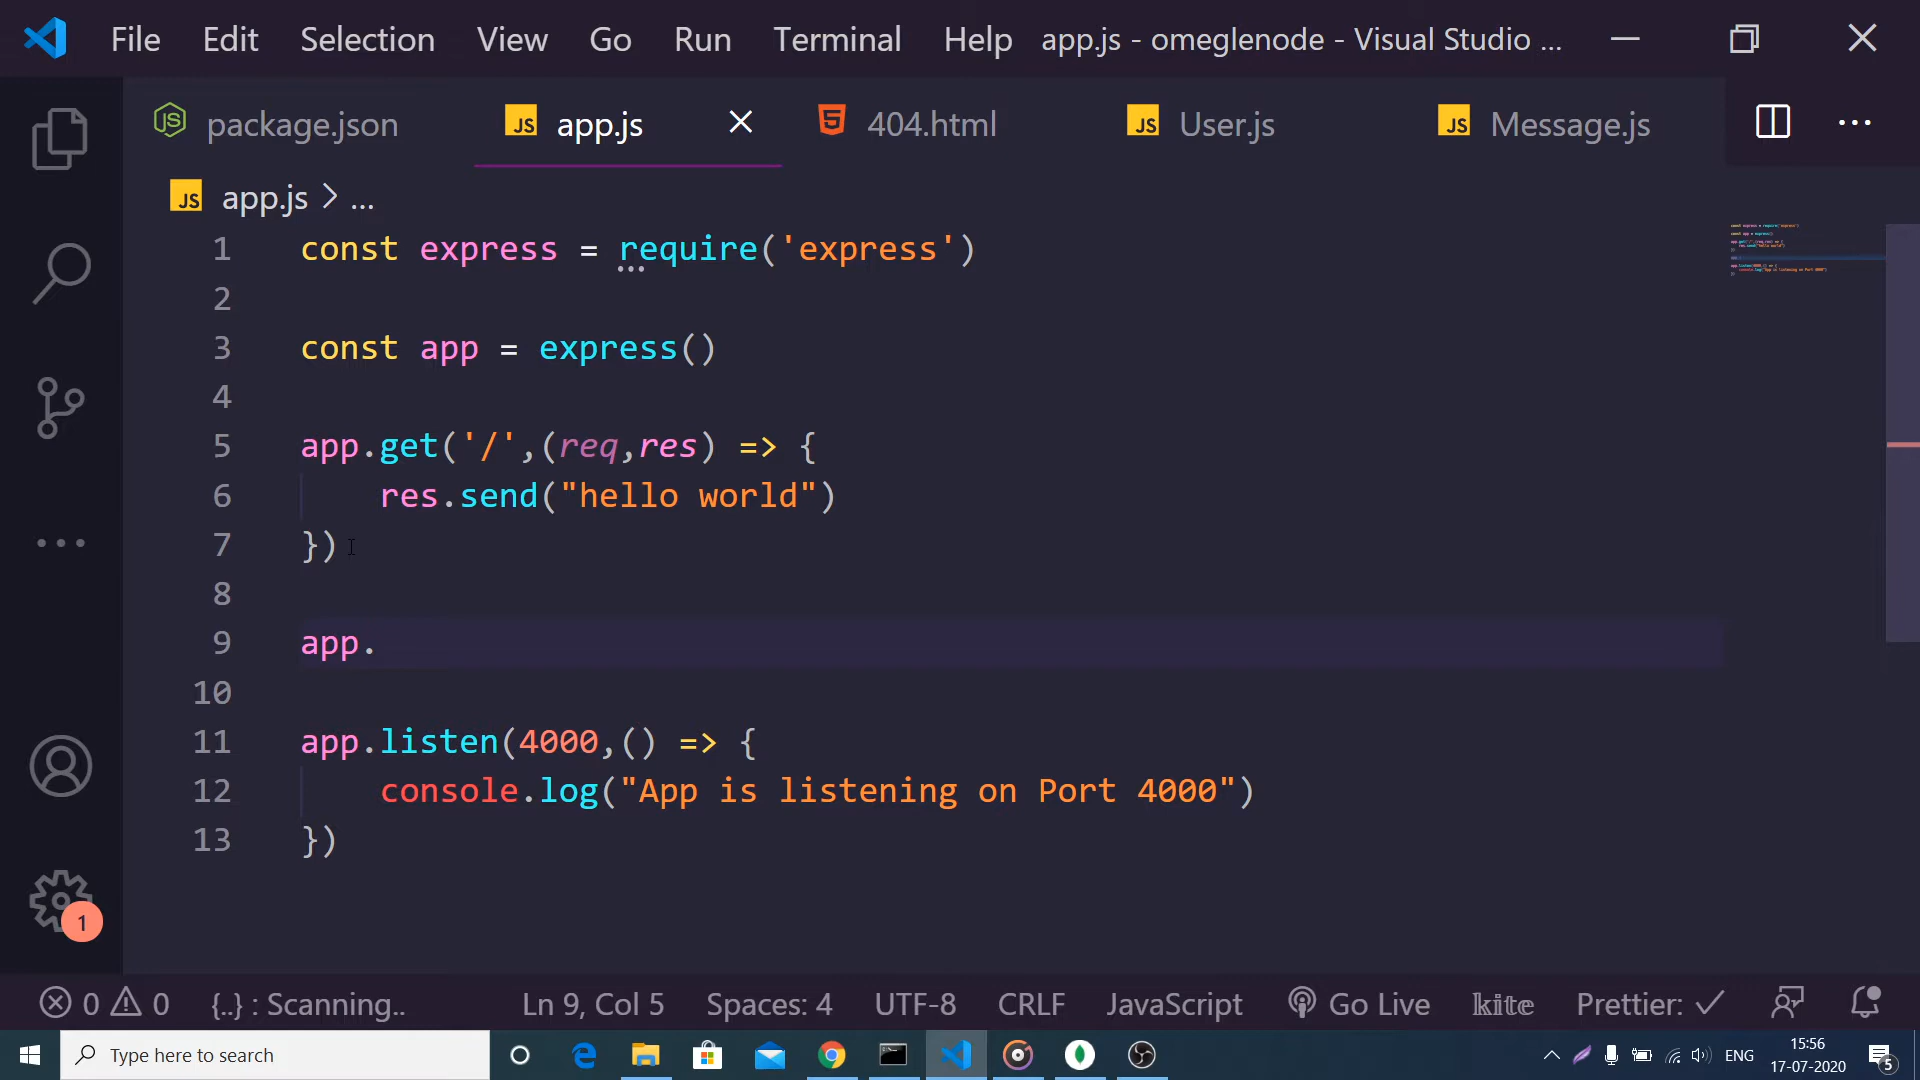 File Edit Selection View Go Run Terminal Help app.js - omeglenode - Visual Studio ...
package.json JS app.js 404.html JS User.js JS Message.js
JS app.js > ...
1 const express = require('express')
2
3 const app = express()
4
5 app.get('/',(req,res) => {
6 res.send("hello world")
7 })
8
9 app.
10
11 app.listen(4000,() => {
12 console.log("App is listening on Port 4000")
13 })
1
0 0 {..} : Scanning.. Ln 9, Col 5 Spaces: 4 UTF-8 CRLF JavaScript Go Live kite Prettier: ✓
Type here to search ENG 15:56
17-07-2020 5